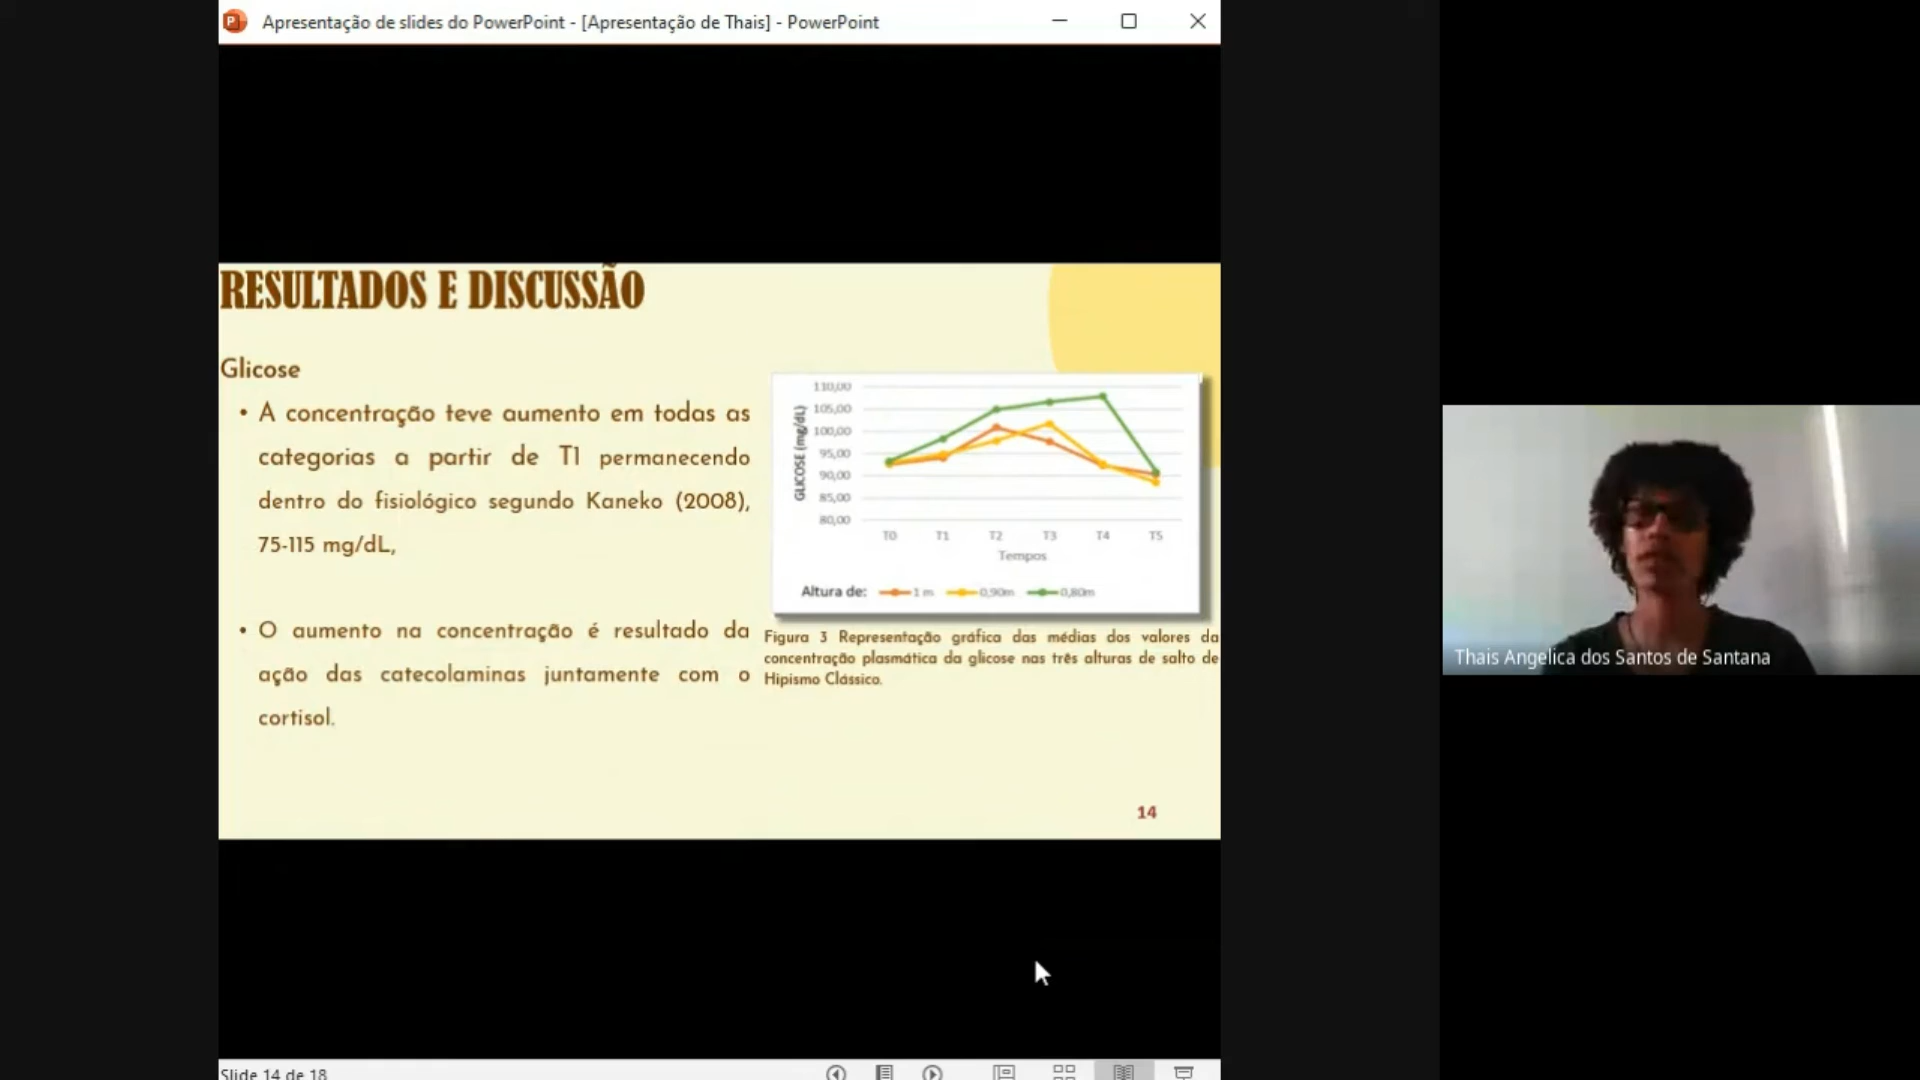 Apresentação de slides do PowerPoint - [Apresentação de Thais] - PowerPoint
RESULTADOS E DISCUSSÃO
Glicose
• A concentração teve aumento em todas as
categorias a partir de T1 permanecendo
dentro do fisiológico segundo Kaneko (2008),
75-115 mg/dL,
• O aumento na concentração é resultado da
ação das catecolaminas juntamente com o
cortisol.
GLICOSE (mg/dL)
110,00
105,00
100,00
95,00
90,00
85,00
80,00
T0 T1 T2 T3 T4 T5
Tempos
Altura de: 1 m 0,90m 0,80m
Figura 3 Representação gráfica das médias dos valores da
concentração plasmática da glicose nas três alturas de salto de
Hipismo Clássico.
14
Slide 14 de 18
Thais Angelica dos Santos de Santana